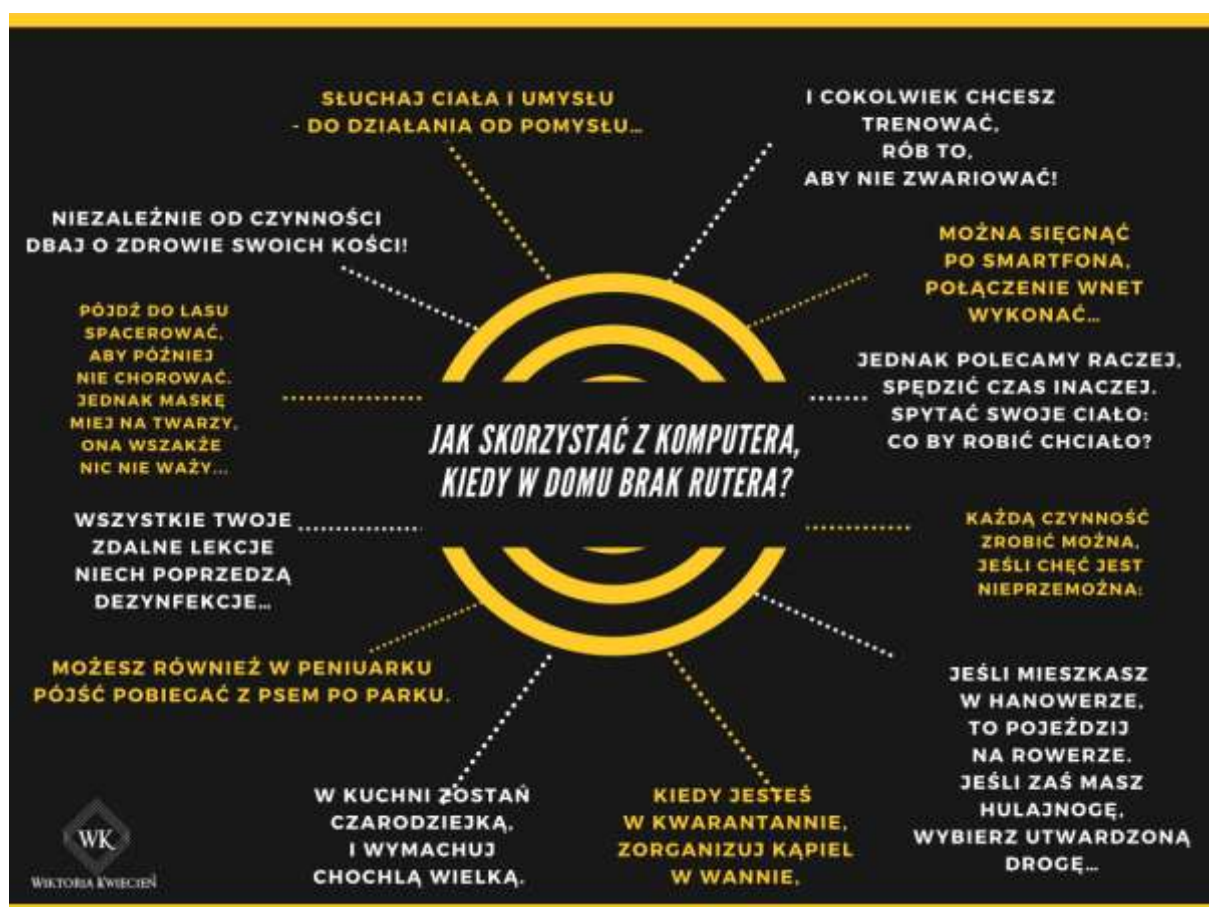 JAK SKORZYSTAĆ Z KOMPUTERA,
KIEDY W DOMU BRAK RUTERA?
MOŻNA SIĘGNĄĆ
PO SMARTFONA,
POŁĄCZENIE WNET
WYKONAĆ...
JEDNAK POLECAMY RACZEJ,
SPĘDZIĆ CZAS INACZEJ.
SPYTAĆ SWOJE CIAŁO:
CO BY ROBIĆ CHCIAŁO?
KAŻDĄ CZYNNOŚĆ
ZROBIĆ MOŻNA,
JEŚLI CHĘĆ JEST
NIEPRZEMOŻNA:
JEŚLI MIESZKASZ
W HANOWERZE,
TO POJEŹDZIJ
NA ROWERZE.
JEŚLI ZAŚ MASZ
HULAJNOGĘ,
WYBIERZ UTWARDZONĄ
DROGĘ...
KIEDY JESTEŚ
W KWARANTANNIE,
ZORGANIZUJ KĄPIEL
W WANNIE,
W KUCHNI ZOSTAŃ
CZARODZIEJKĄ,
I WYMACHUJ
CHOCHLĄ WIELKĄ.
MOŻESZ RÓWNIEŻ W PENIUARKU
PÓJŚĆ POBIEGAĆ Z PSEM PO PARKU.
WSZYSTKIE TWOJE
ZDALNE LEKCJE
NIECH POPRZEDZĄ
DEZYNFEKCJE...
PÓJDŹ DO LASU
SPACEROWAĆ,
ABY PÓŹNIEJ
NIE CHOROWAĆ.
JEDNAK MASKĘ
MIEJ NA TWARZY,
ONA WSZAKŻE
NIC NIE WAŻY...
NIEZALEŻNIE OD CZYNNOŚCI
DBAJ O ZDROWIE SWOICH KOŚCI!
SŁUCHAJ CIAŁA I UMYSŁU
- DO DZIAŁANIA OD POMYSŁU...
I COKOLWIEK CHCESZ
TRENOWAĆ,
RÓB TO,
ABY NIE ZWARIOWAĆ!
WK
WIKTORIA KWIECIEŃ